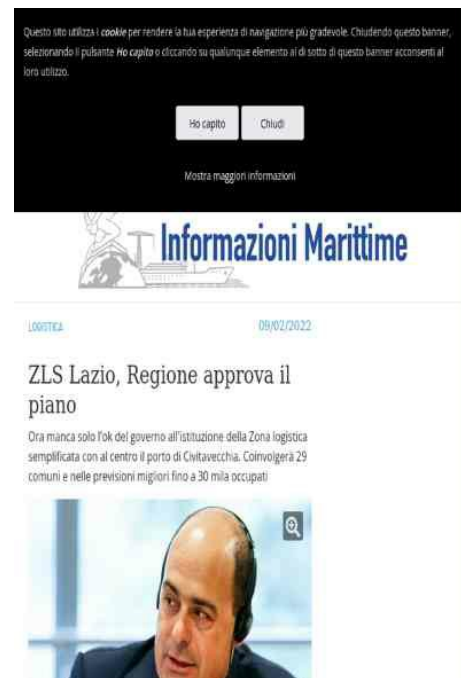 Questo sito utilizza i cookie per rendere la tua esperienza di navigazione più gradevole. Chiudendo questo banner,
selezionando il pulsante Ho capito o cliccando su qualunque elemento al di sotto di questo banner acconsenti al
loro utilizzo.
Ho capito
Chiudi
Mostra maggiori informazioni
Informazioni Marittime
LOGISTICA
09/02/2022
ZLS Lazio, Regione approva il
piano
Ora manca solo l'ok del governo all'istituzione della Zona logistica
semplificata con al centro il porto di Civitavecchia. Coinvolgerà 29
comuni e nelle previsioni migliori fino a 30 mila occupati